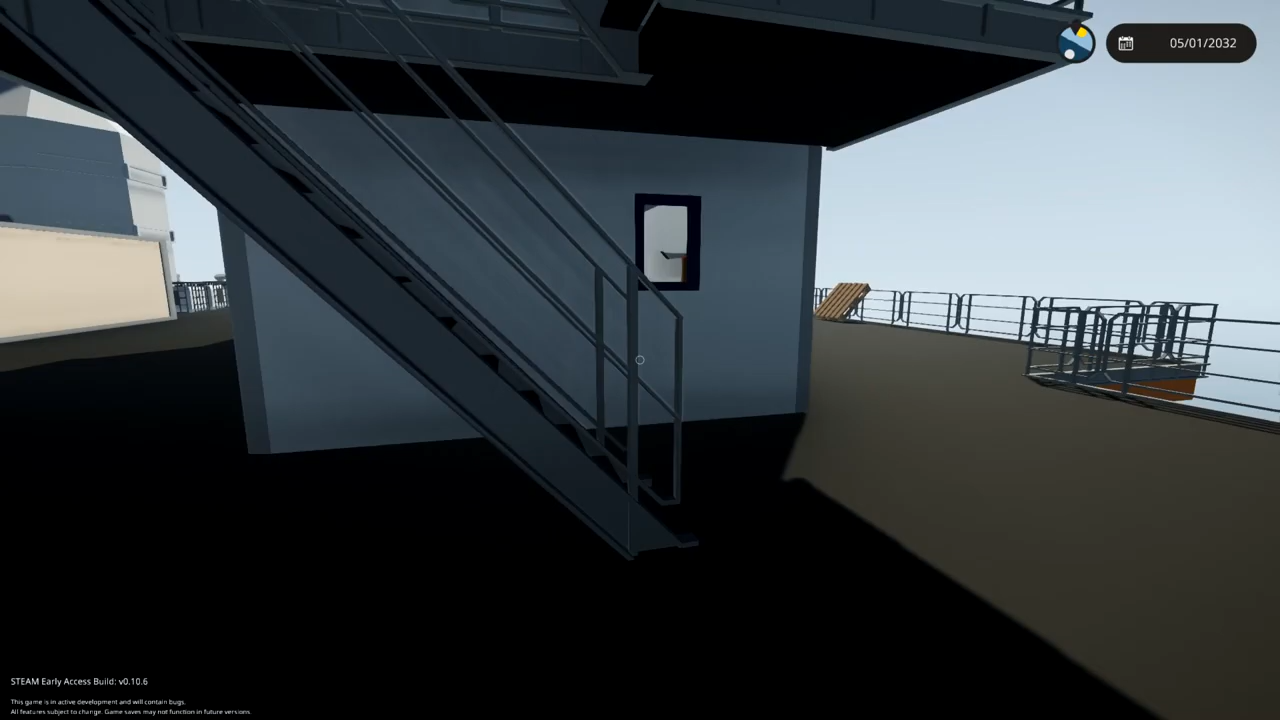 05/01/2032
STEAM Early Access Build: v0.10.6
This game is in active development and will contain bugs.
All features subject to change. Game saves may not function in future versions.